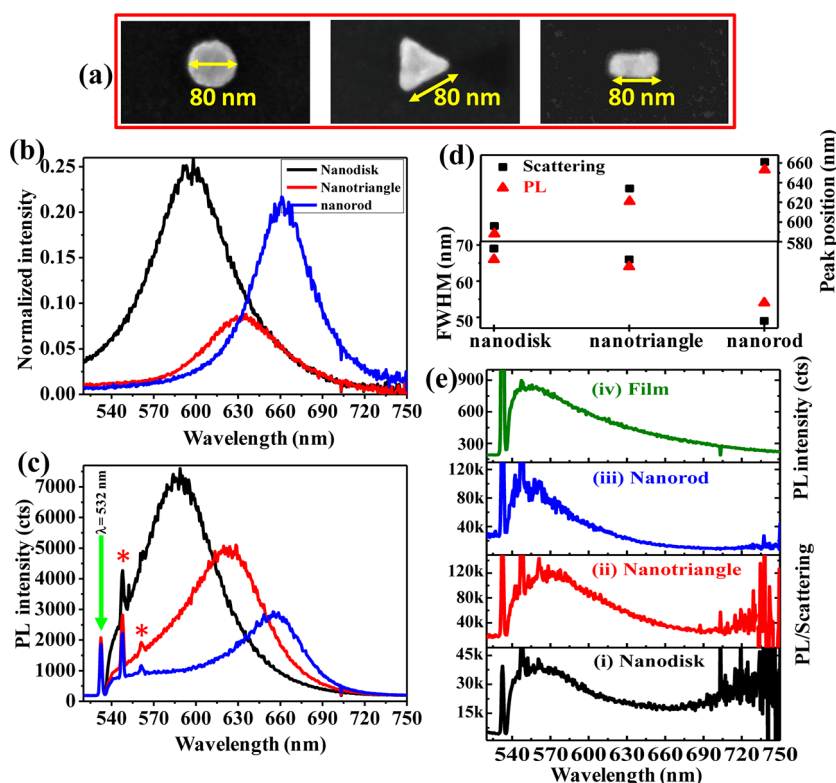 (a)
80 nm
80 nm
80 nm
(b)
Nanodisk
Nanotriangle
nanorod
Normalized intensity
0.25
0.20
0.15
0.10
0.05
0.00
540 570 600 630 660 690 720 750
Wavelength (nm)
(c)
λ = 532 nm
*
*
PL intensity (cts)
7000
6000
5000
4000
3000
2000
1000
0
540 570 600 630 660 690 720 750
Wavelength (nm)
(d)
Scattering
PL
FWHM (nm)
70
60
50
Peak position (nm)
660
640
620
600
580
nanodisk nanotriangle nanorod
(e)
(iv) Film
900
600
300
PL intensity (cts)
(iii) Nanorod
120k
80k
40k
(ii) Nanotriangle
120k
80k
40k
PL/Scattering
(i) Nanodisk
45k
30k
15k
540 570 600 630 660 690 720 750
Wavelength (nm)